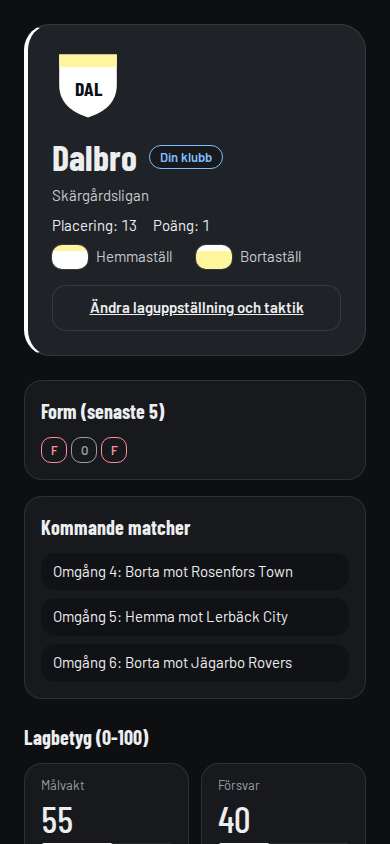 DAL
Dalbro Din klubb
Skärgårdsligan
Placering: 13 Poäng: 1
Hemmaställ Bortaställ
Ändra laguppställning och taktik
Form (senaste 5)
F O F
Kommande matcher
Omgång 4: Borta mot Rosenfors Town
Omgång 5: Hemma mot Lerbäck City
Omgång 6: Borta mot Jägarbo Rovers
Lagbetyg (0-100)
Målvakt Försvar
55 40